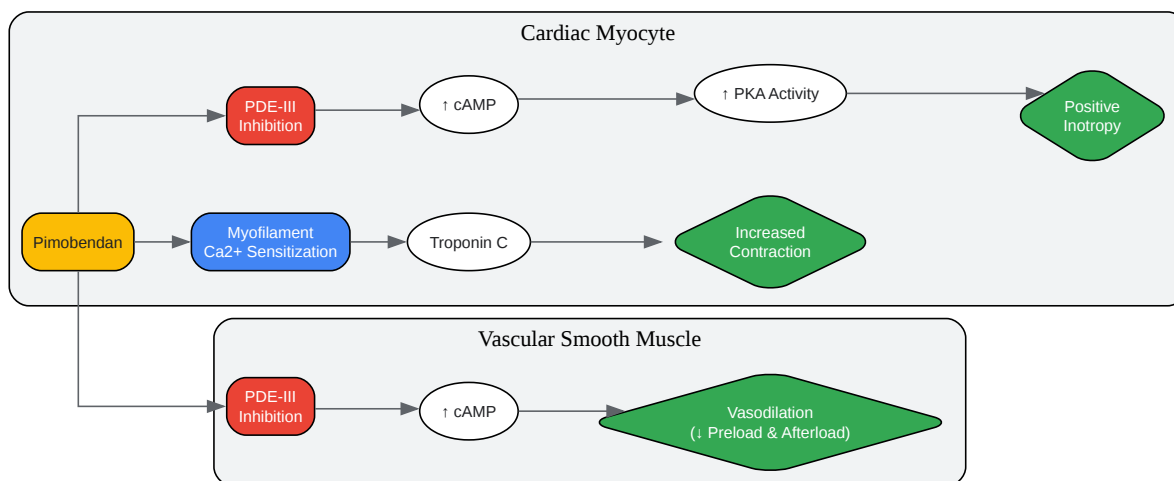 Cardiac Myocyte
PDE-III
Inhibition
↑ cAMP
↑ PKA Activity
Positive
Inotropy
Pimobendan
Myofilament
Ca2+ Sensitization
Troponin C
Increased
Contraction
Vascular Smooth Muscle
PDE-III
Inhibition
↑ cAMP
Vasodilation
(↓ Preload & Afterload)